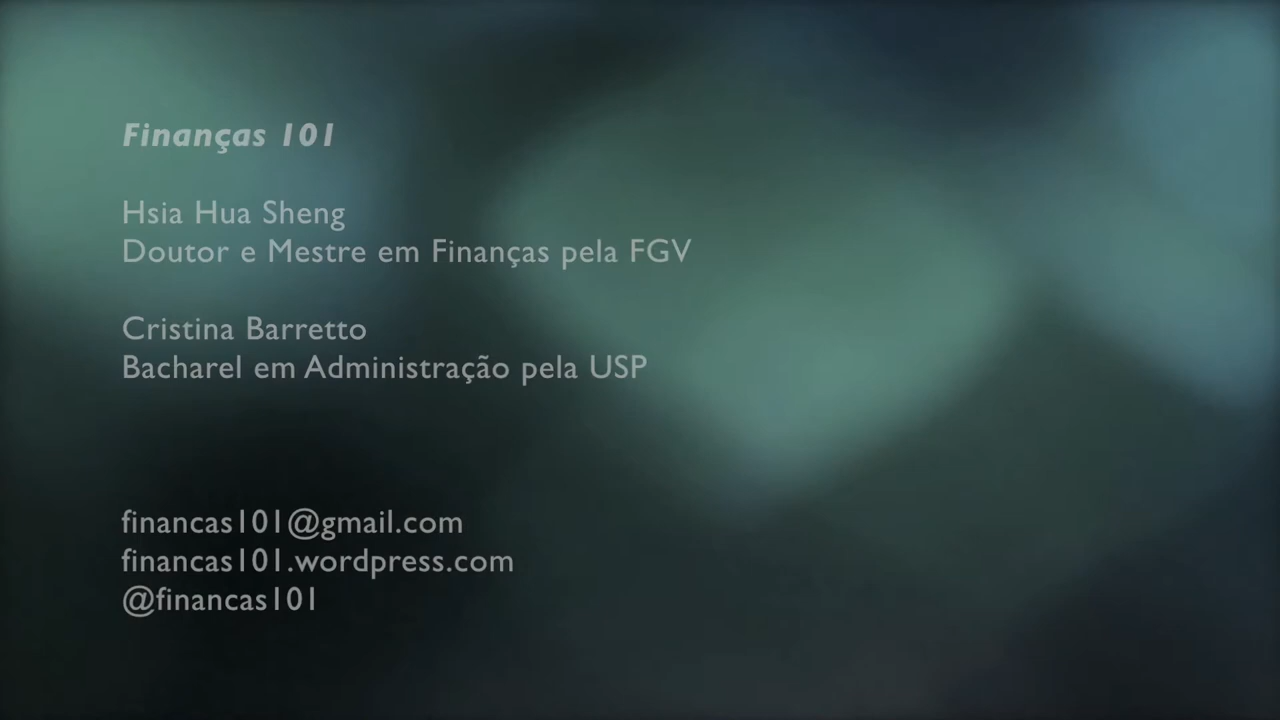 Finanças 101
Hsia Hua Sheng
Doutor e Mestre em Finanças pela FGV
Cristina Barretto
Bacharel em Administração pela USP
financas101@gmail.com
financas101.wordpress.com
@financas101